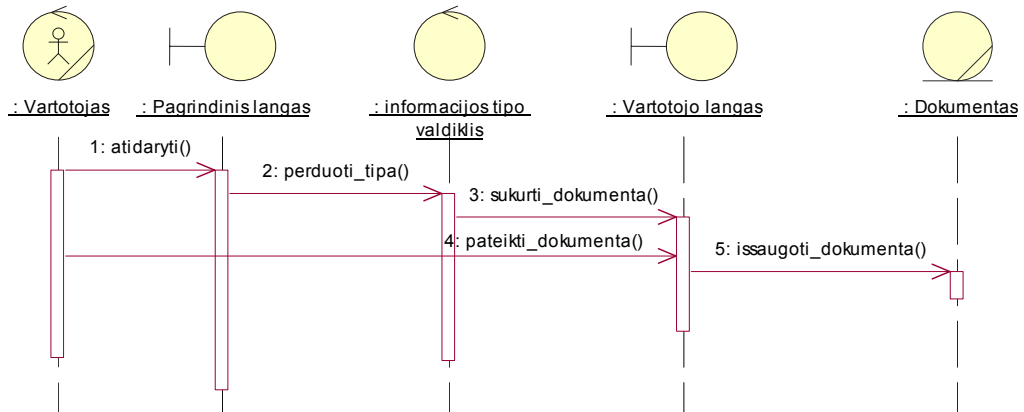 : Vartotojas
: Pagrindinis langas
: informacijos tipo
valdiklis
: Vartotojo langas
: Dokumentas
1: atidaryti()
2: perduoti_tipa()
3: sukurti_dokumenta()
4: pateikti_dokumenta()
5: issaugoti_dokumenta()